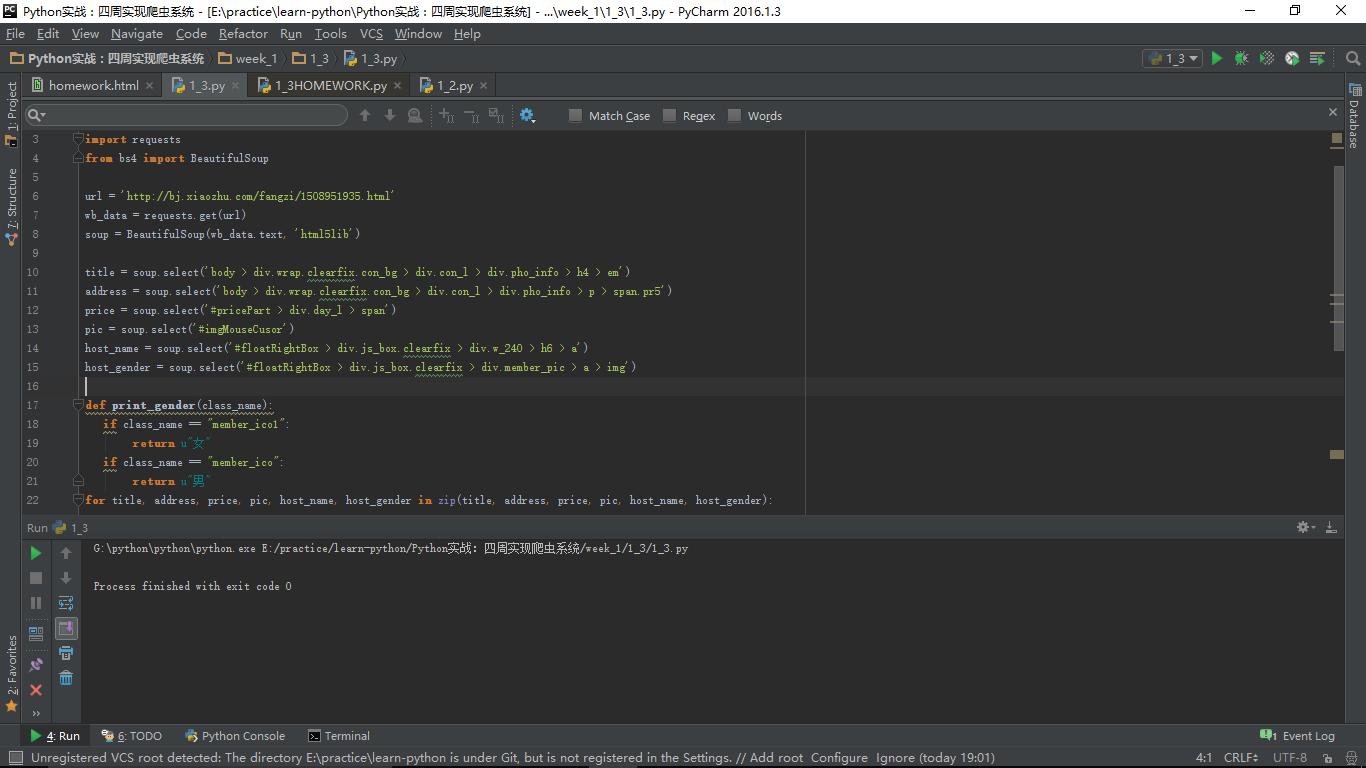 Python实战：四周实现爬虫系统 - [E:\practice\learn-python\Python实战：四周实现爬虫系统] - ...\week_1\1_3\1_3.py - PyCharm 2016.1.3
File Edit View Navigate Code Refactor Run Tools VCS Window Help
Python实战：四周实现爬虫系统 week_1 1_3 1_3.py 1_3
homework.html 1_3.py 1_3HOMEWORK.py 1_2.py
Match Case Regex Words
1: Project
7: Structure
2: Favorites
Database
3 import requests
4 from bs4 import BeautifulSoup
5
6 url = 'http://bj.xiaozhu.com/fangzi/1508951935.html'
7 wb_data = requests.get(url)
8 soup = BeautifulSoup(wb_data.text, 'html5lib')
9
10 title = soup.select('body > div.wrap.clearfix.con_bg > div.con_l > div.pho_info > h4 > em')
11 address = soup.select('body > div.wrap.clearfix.con_bg > div.con_l > div.pho_info > p > span.pr5')
12 price = soup.select('#pricePart > div.day_l > span')
13 pic = soup.select('#imgMouseCusor')
14 host_name = soup.select('#floatRightBox > div.js_box.clearfix > div.w_240 > h6 > a')
15 host_gender = soup.select('#floatRightBox > div.js_box.clearfix > div.member_pic > a > img')
16
17 def print_gender(class_name):
18 if class_name == "member_ico1":
19 return u"女"
20 if class_name == "member_ico":
21 return u"男"
22 for title, address, price, pic, host_name, host_gender in zip(title, address, price, pic, host_name, host_gender):
Run 1_3
G:\python\python\python.exe E:/practice/learn-python/Python实战：四周实现爬虫系统/week_1/1_3/1_3.py
Process finished with exit code 0
4: Run 6: TODO Python Console Terminal Event Log
Unregistered VCS root detected: The directory E:\practice\learn-python is under Git, but is not registered in the Settings. // Add root Configure Ignore (today 19:01) 4:1 CRLF UTF-8